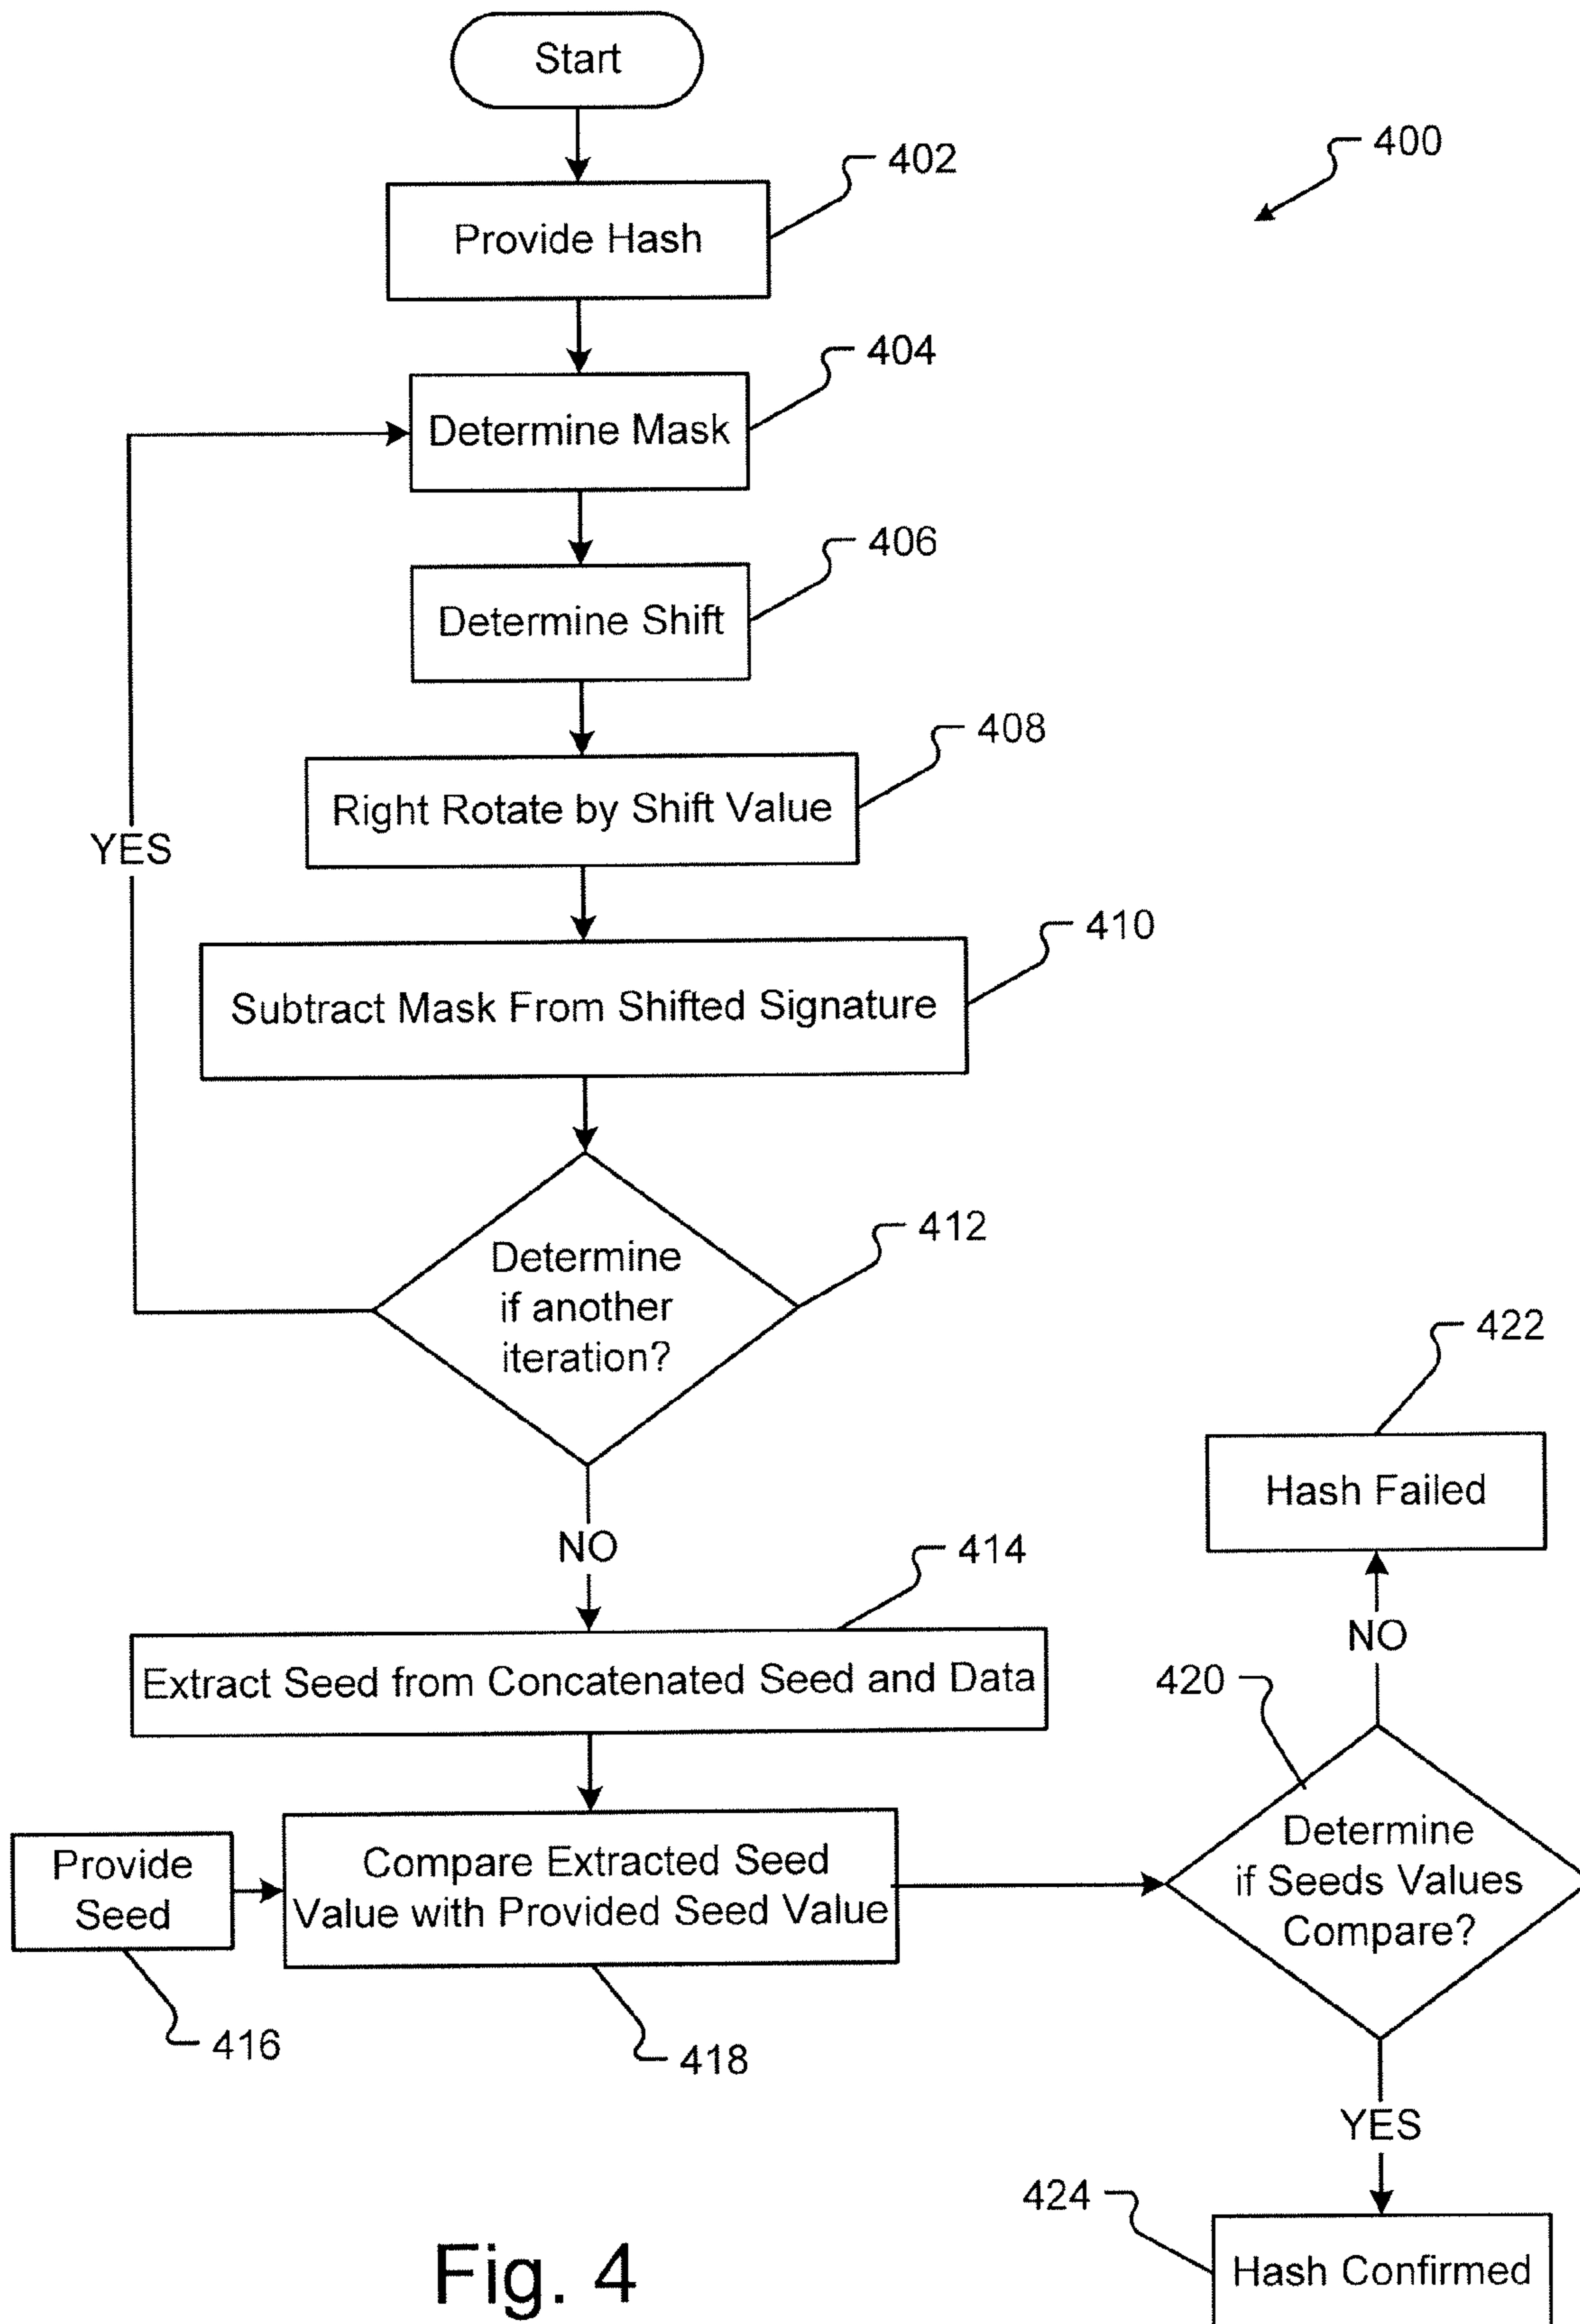 Start
400
402
Provide Hash
404
Determine Mask
406
Determine Shift
408
Right Rotate by Shift Value
YES
410
Subtract Mask From Shifted Signature
412
Determine
if another
iteration?
422
Hash Failed
NO
414
NO
Extract Seed from Concatenated Seed and Data
420
Provide
Seed
Compare Extracted Seed
Value with Provided Seed Value
Determine
if Seeds Values
Compare?
416
418
YES
424
Hash Confirmed
Fig. 4